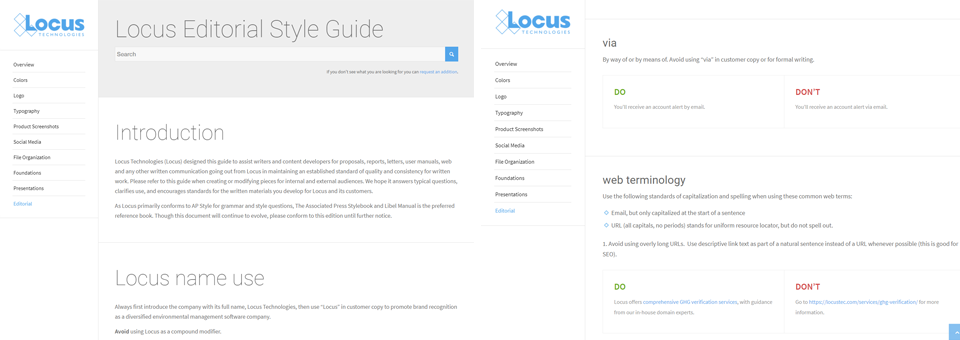 Locus
TECHNOLOGIES
Overview
Colors
Logo
Typography
Product Screenshots
Social Media
File Organization
Foundations
Presentations
Editorial
Locus Editorial Style Guide
Search
If you don't see what you are looking for you can request an addition.
Introduction
Locus Technologies (Locus) designed this guide to assist writers and content developers for proposals, reports, letters, user manuals, web
and any other written communication going out from Locus in maintaining an established standard of quality and consistency for written
work. Please refer to this guide when creating or modifying pieces for internal and external audiences. We hope it answers typical questions,
clarifies use, and encourages standards for the written materials you develop for Locus and its customers.
As Locus primarily conforms to AP Style for grammar and style questions, The Associated Press Stylebook and Libel Manual is the preferred
reference book. Though this document will continue to evolve, please conform to this edition until further notice.
Locus name use
Always first introduce the company with its full name, Locus Technologies, then use "Locus" in customer copy to promote brand recognition
as a diversified environmental management software company.
Avoid using Locus as a compound modifier.
Locus
TECHNOLOGIES
Overview
Colors
Logo
Typography
Product Screenshots
Social Media
File Organization
Foundations
Presentations
Editorial
via
By way of or by means of. Avoid using "via" in customer copy or for formal writing.
DO
You'll receive an account alert by email.
DON'T
You'll receive an account alert via email.
web terminology
Use the following standards of capitalization and spelling when using these common web terms:
Email, but only capitalized at the start of a sentence
URL (all capitals, no periods) stands for uniform resource locator, but do not spell out.
1. Avoid using overly long URLs. Use descriptive link text as part of a natural sentence instead of a URL whenever possible (this is good for
SEO).
DO
Locus offers comprehensive GHG verification services, with guidance
from our in-house domain experts.
DON'T
Go to https://locustec.com/services/ghg-verification/ for more
information.